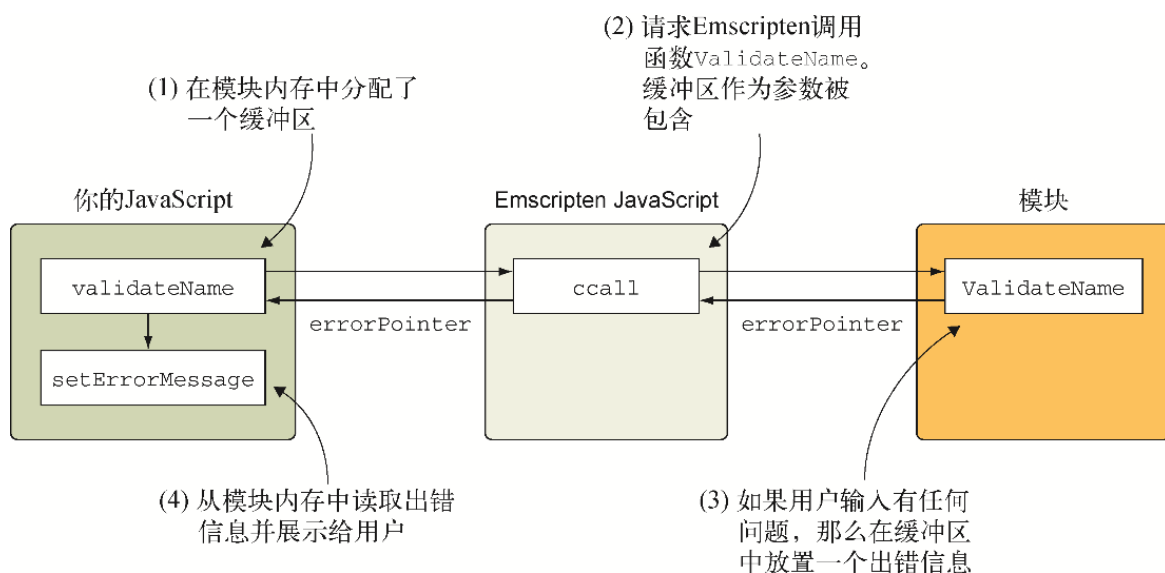 (2) 请求Emscripten调用
函数ValidateName。
缓冲区作为参数被
包含
(1) 在模块内存中分配了
一个缓冲区
你的JavaScript
Emscripten JavaScript
模块
validateName
ccall
ValidateName
errorPointer
errorPointer
setErrorMessage
(4) 从模块内存中读取出错
信息并展示给用户
(3) 如果用户输入有任何
问题，那么在缓冲区
中放置一个出错信息